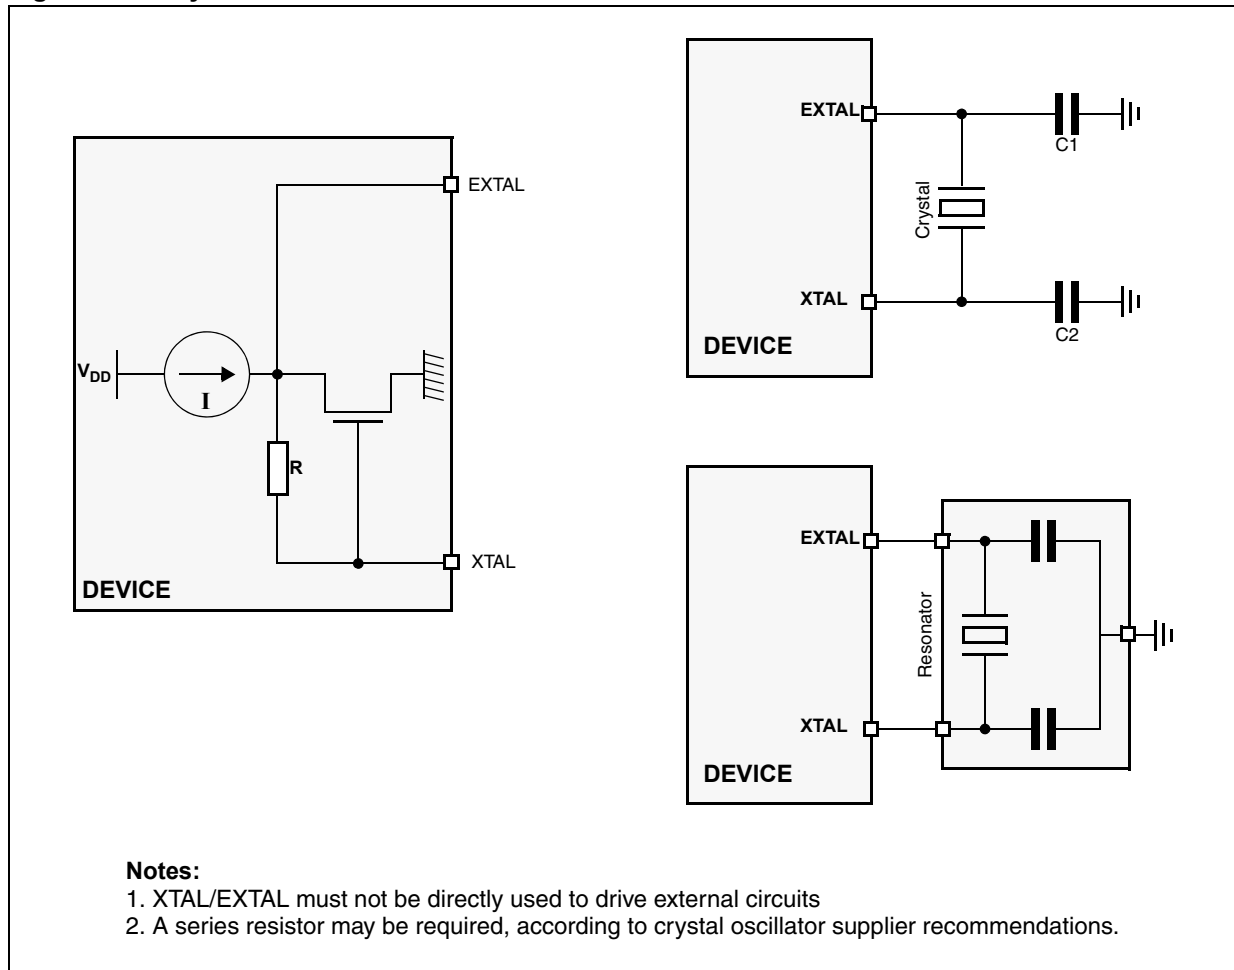 EXTAL
V_DD
I
R
XTAL
DEVICE
EXTAL
C1
Crystal
XTAL
C2
DEVICE
EXTAL
Resonator
XTAL
DEVICE
Notes:
1. XTAL/EXTAL must not be directly used to drive external circuits
2. A series resistor may be required, according to crystal oscillator supplier recommendations.